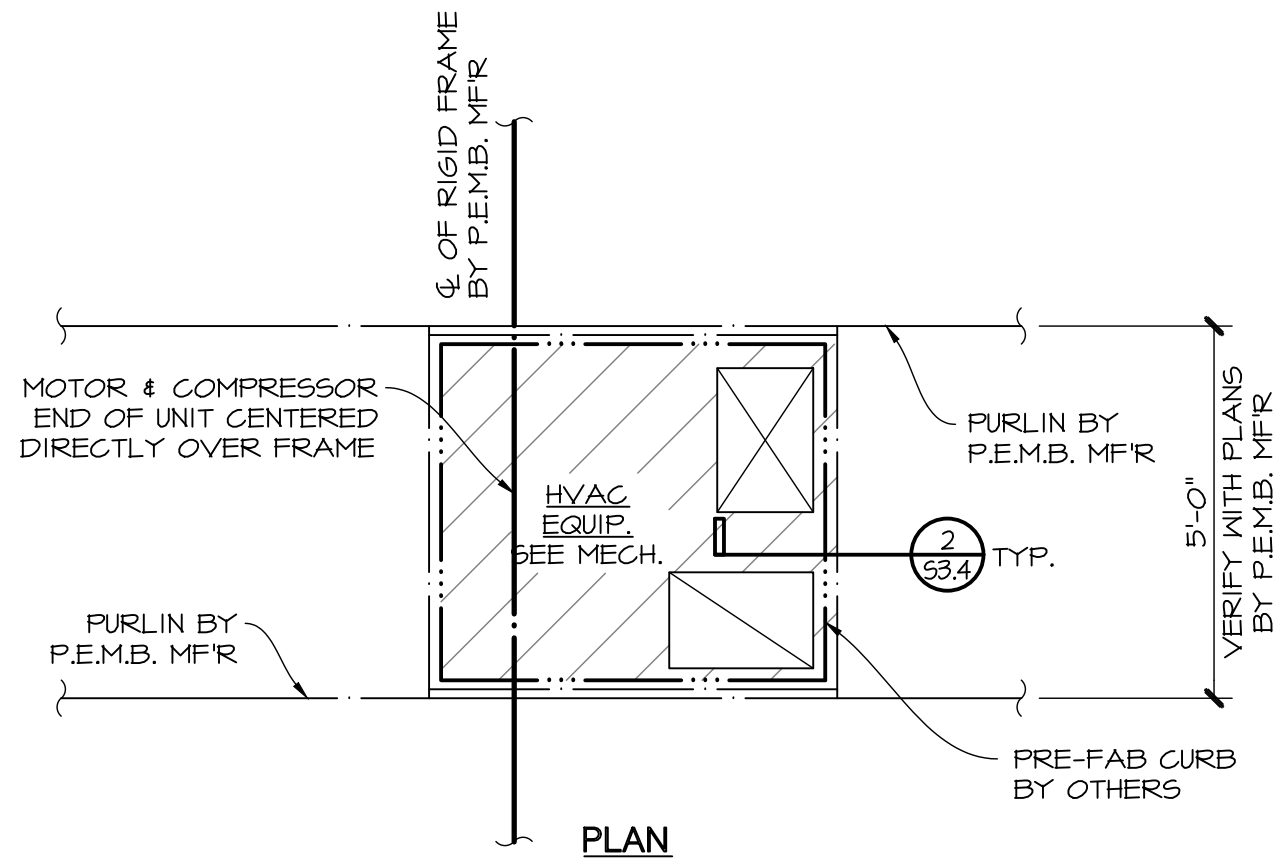 ℄ OF RIGID FRAME
BY P.E.M.B. MF'R
MOTOR & COMPRESSOR
END OF UNIT CENTERED
DIRECTLY OVER FRAME
HVAC
EQUIP.
SEE MECH.
PURLIN BY
P.E.M.B. MF'R
2
S3.4
TYP.
5'-0"
VERIFY WITH PLANS
BY P.E.M.B. MF'R
PURLIN BY
P.E.M.B. MF'R
PRE-FAB CURB
BY OTHERS
PLAN